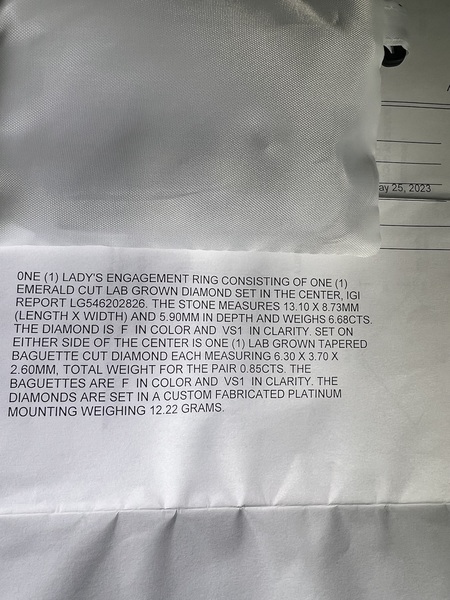 ay 25, 2023
0NE (1) LADY'S ENGAGEMENT RING CONSISTING OF ONE (1)
EMERALD CUT LAB GROWN DIAMOND SET IN THE CENTER, IGI
REPORT LG546202826. THE STONE MEASURES 13.10 X 8.73MM
(LENGTH X WIDTH) AND 5.90MM IN DEPTH AND WEIGHS 6.68CTS.
THE DIAMOND IS F IN COLOR AND VS1 IN CLARITY. SET ON
EITHER SIDE OF THE CENTER IS ONE (1) LAB GROWN TAPERED
BAGUETTE CUT DIAMOND EACH MEASURING 6.30 X 3.70 X
2.60MM, TOTAL WEIGHT FOR THE PAIR 0.85CTS. THE
BAGUETTES ARE F IN COLOR AND VS1 IN CLARITY. THE
DIAMONDS ARE SET IN A CUSTOM FABRICATED PLATINUM
MOUNTING WEIGHING 12.22 GRAMS.